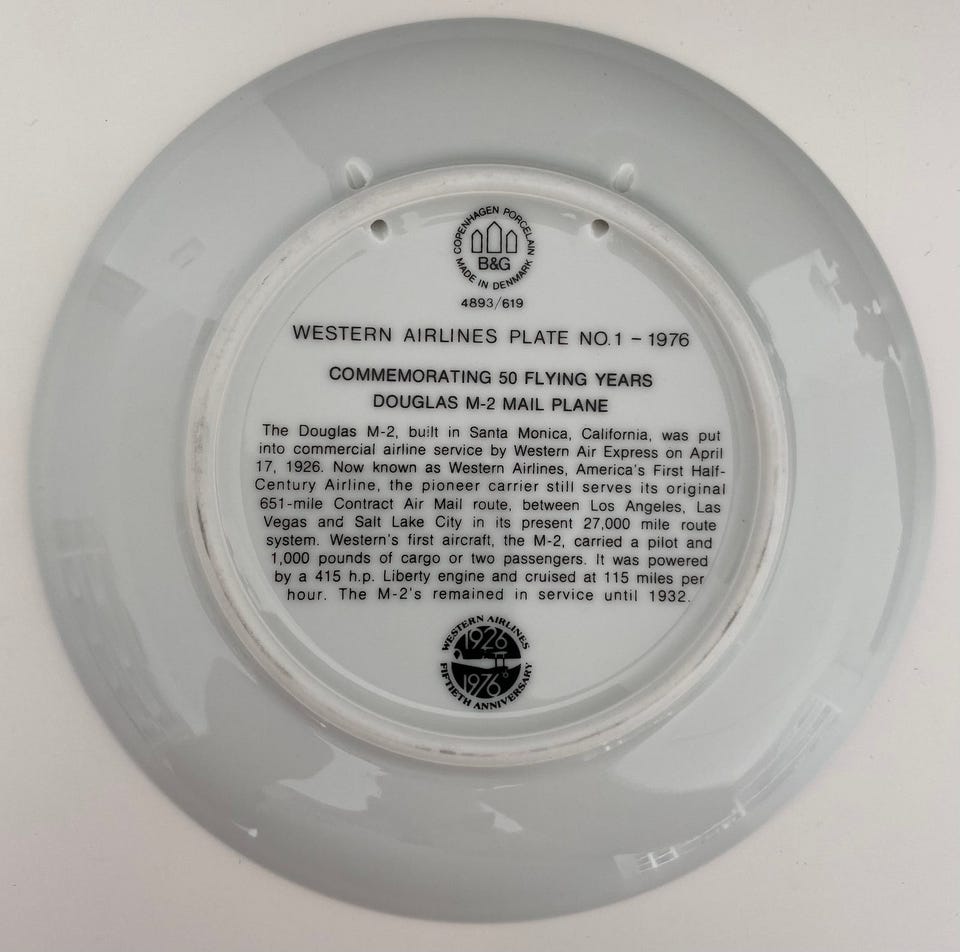 COPENHAGEN PORCELAIN
B&G
MADE IN DENMARK
4893/619
WESTERN AIRLINES PLATE NO.1 – 1976
COMMEMORATING 50 FLYING YEARS
DOUGLAS M-2 MAIL PLANE
The Douglas M-2, built in Santa Monica, California, was put
into commercial airline service by Western Air Express on April
17, 1926. Now known as Western Airlines, America's First Half-
Century Airline, the pioneer carrier still serves its original
651-mile Contract Air Mail route, between Los Angeles, Las
Vegas and Salt Lake City in its present 27,000 mile route
system. Western's first aircraft, the M-2, carried a pilot and
1,000 pounds of cargo or two passengers. It was powered
by a 415 h.p. Liberty engine and cruised at 115 miles per
hour. The M-2's remained in service until 1932.
WESTERN AIRLINES
1926
1976
FIFTIETH ANNIVERSARY